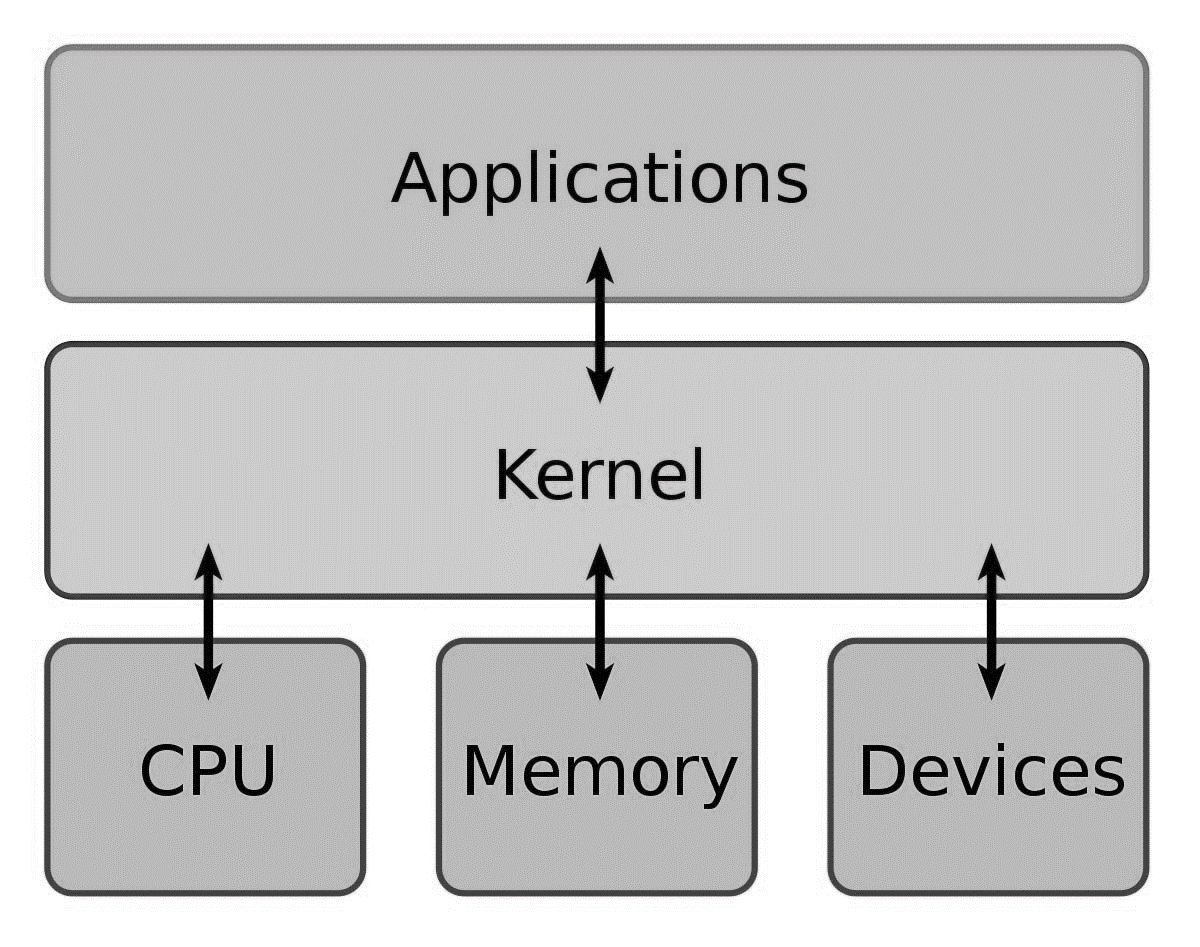 Applications
Kernel
CPU
Memory
Devices